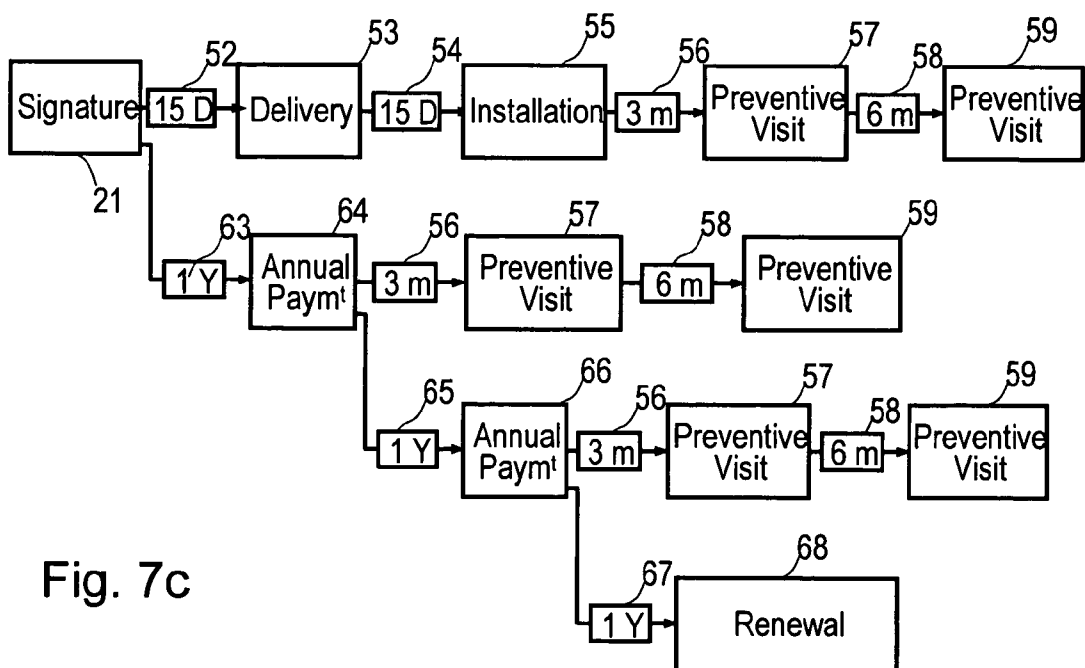 52 53 54 55 56 57 58 59
Signature 15 D Delivery 15 D Installation 3 m Preventive Visit 6 m Preventive Visit
21
63 64 56 57 58 59
1 Y Annual Paymᵗ 3 m Preventive Visit 6 m Preventive Visit
65 66 56 57 58 59
1 Y Annual Paymᵗ 3 m Preventive Visit 6 m Preventive Visit
67 68
1 Y Renewal
Fig. 7c